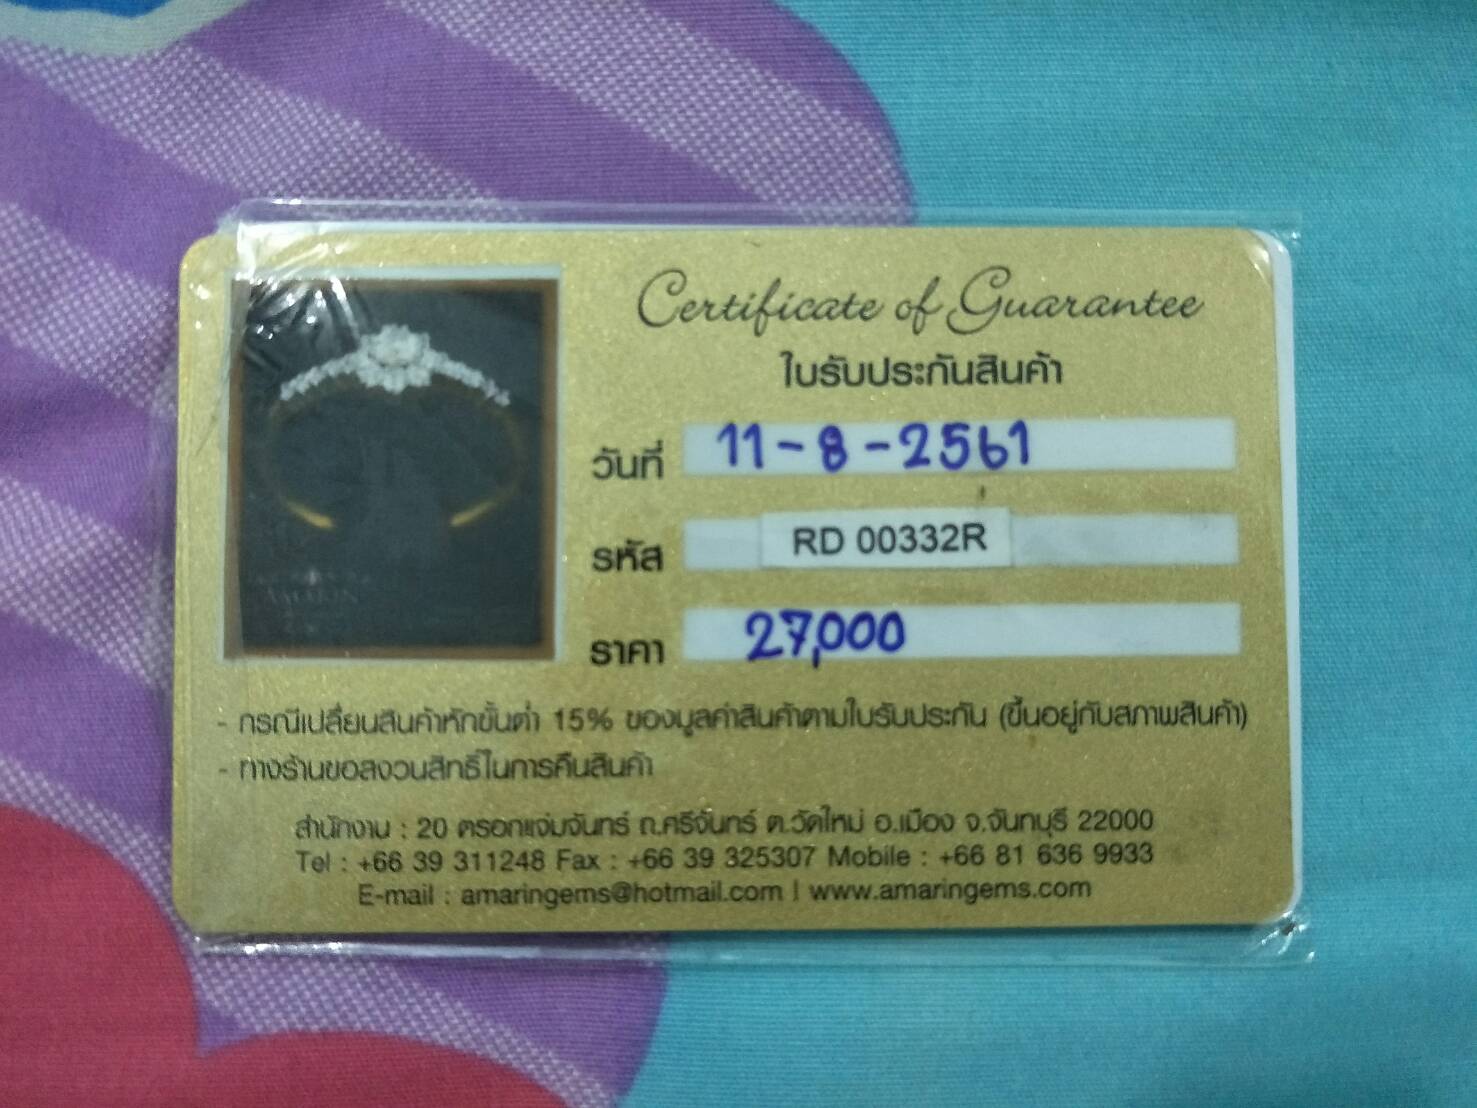 Certificate of Guarantee
ใบรับประกันสินค้า
วันที่ 11-8-2561
รหัส RD 00332R
ราคา 27,000
- กรณีเปลี่ยนสินค้าหักขั้นต่ำ 15% ของมูลค่าสินค้าตามใบรับประกัน (ขึ้นอยู่กับสภาพสินค้า)
- ทางร้านขอสงวนสิทธิ์ในการคืนสินค้า
สำนักงาน : 20 ตรอกแจ่มจันทร์ ถ.ศรีจันทร์ ต.วัดใหม่ อ.เมือง จ.จันทบุรี 22000
Tel : +66 39 311248 Fax : +66 39 325307 Mobile : +66 81 636 9933
E-mail : amaringems@hotmail.com | www.amaringems.com